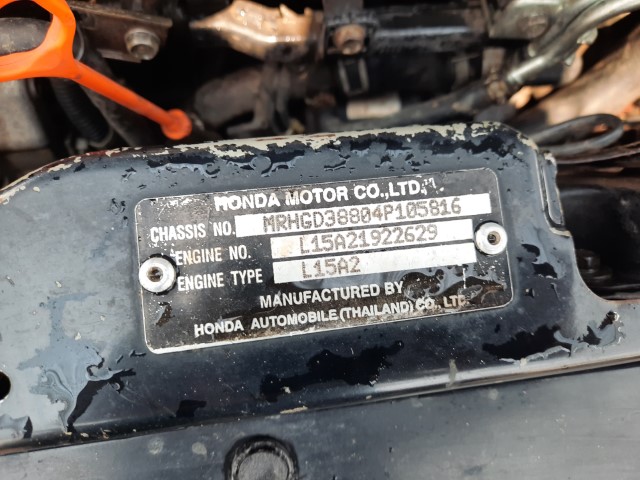 HONDA MOTOR CO.,LTD.
CHASSIS NO. MRHGD38804P105816
ENGINE NO. L15A21922629
ENGINE TYPE L15A2
MANUFACTURED BY
HONDA AUTOMOBILE (THAILAND) CO. LTD